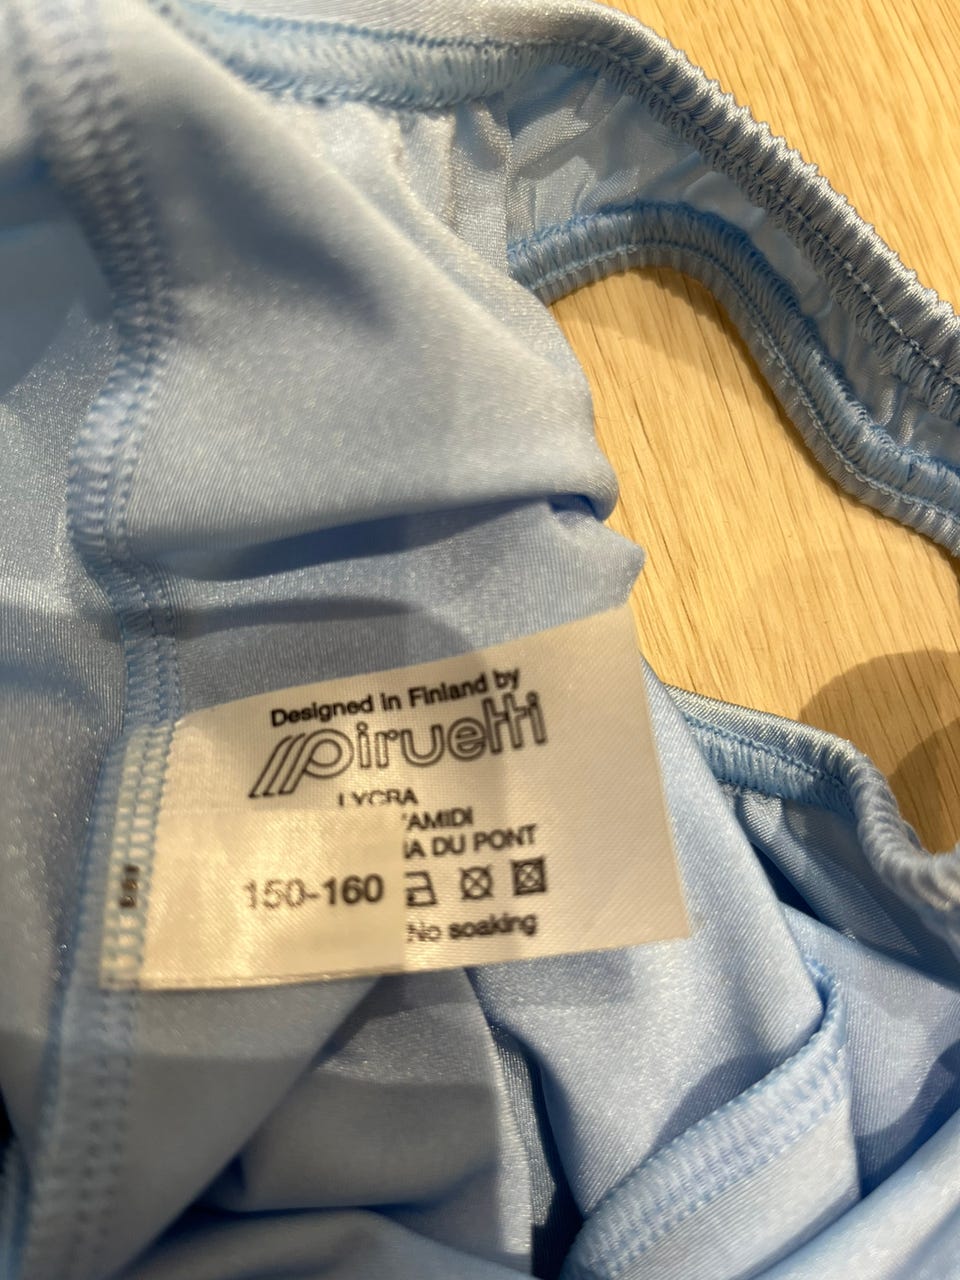 Designed in Finland by
piruetti
LYCRA
AMIDI
A DU PONT
150-160
No soaking